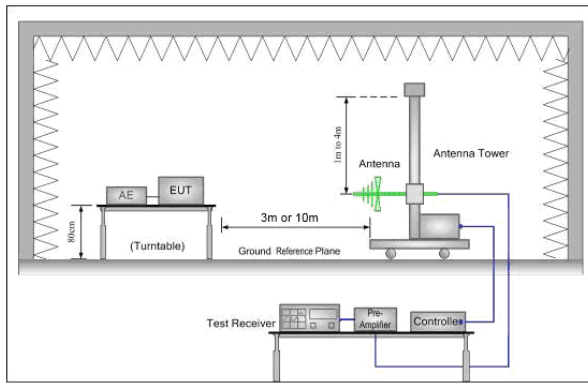 1m to 4m
Antenna
Antenna Tower
AE
EUT
80cm
(Turntable)
3m or 10m
Ground Reference Plane
Test Receiver
Pre-
Amplifier
Controller